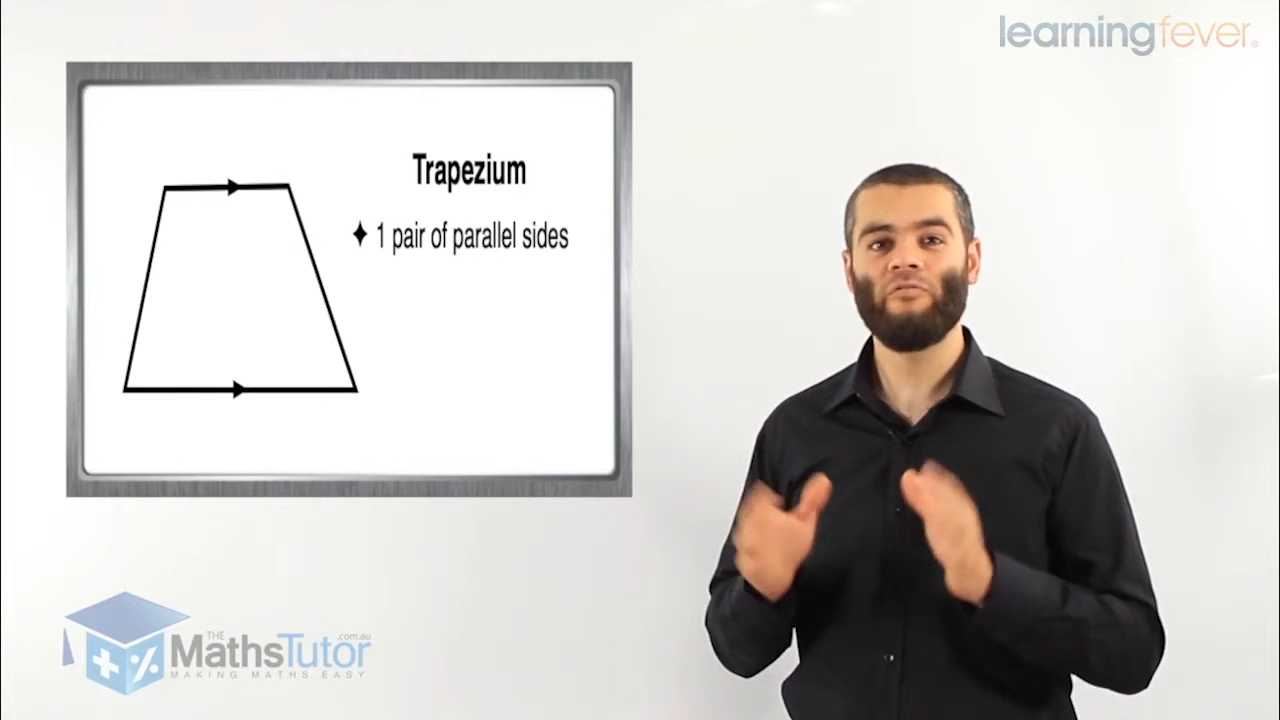 learningfever.
Trapezium
1 pair of parallel sides
THE MathsTutor .com.au
MAKING MATHS EASY